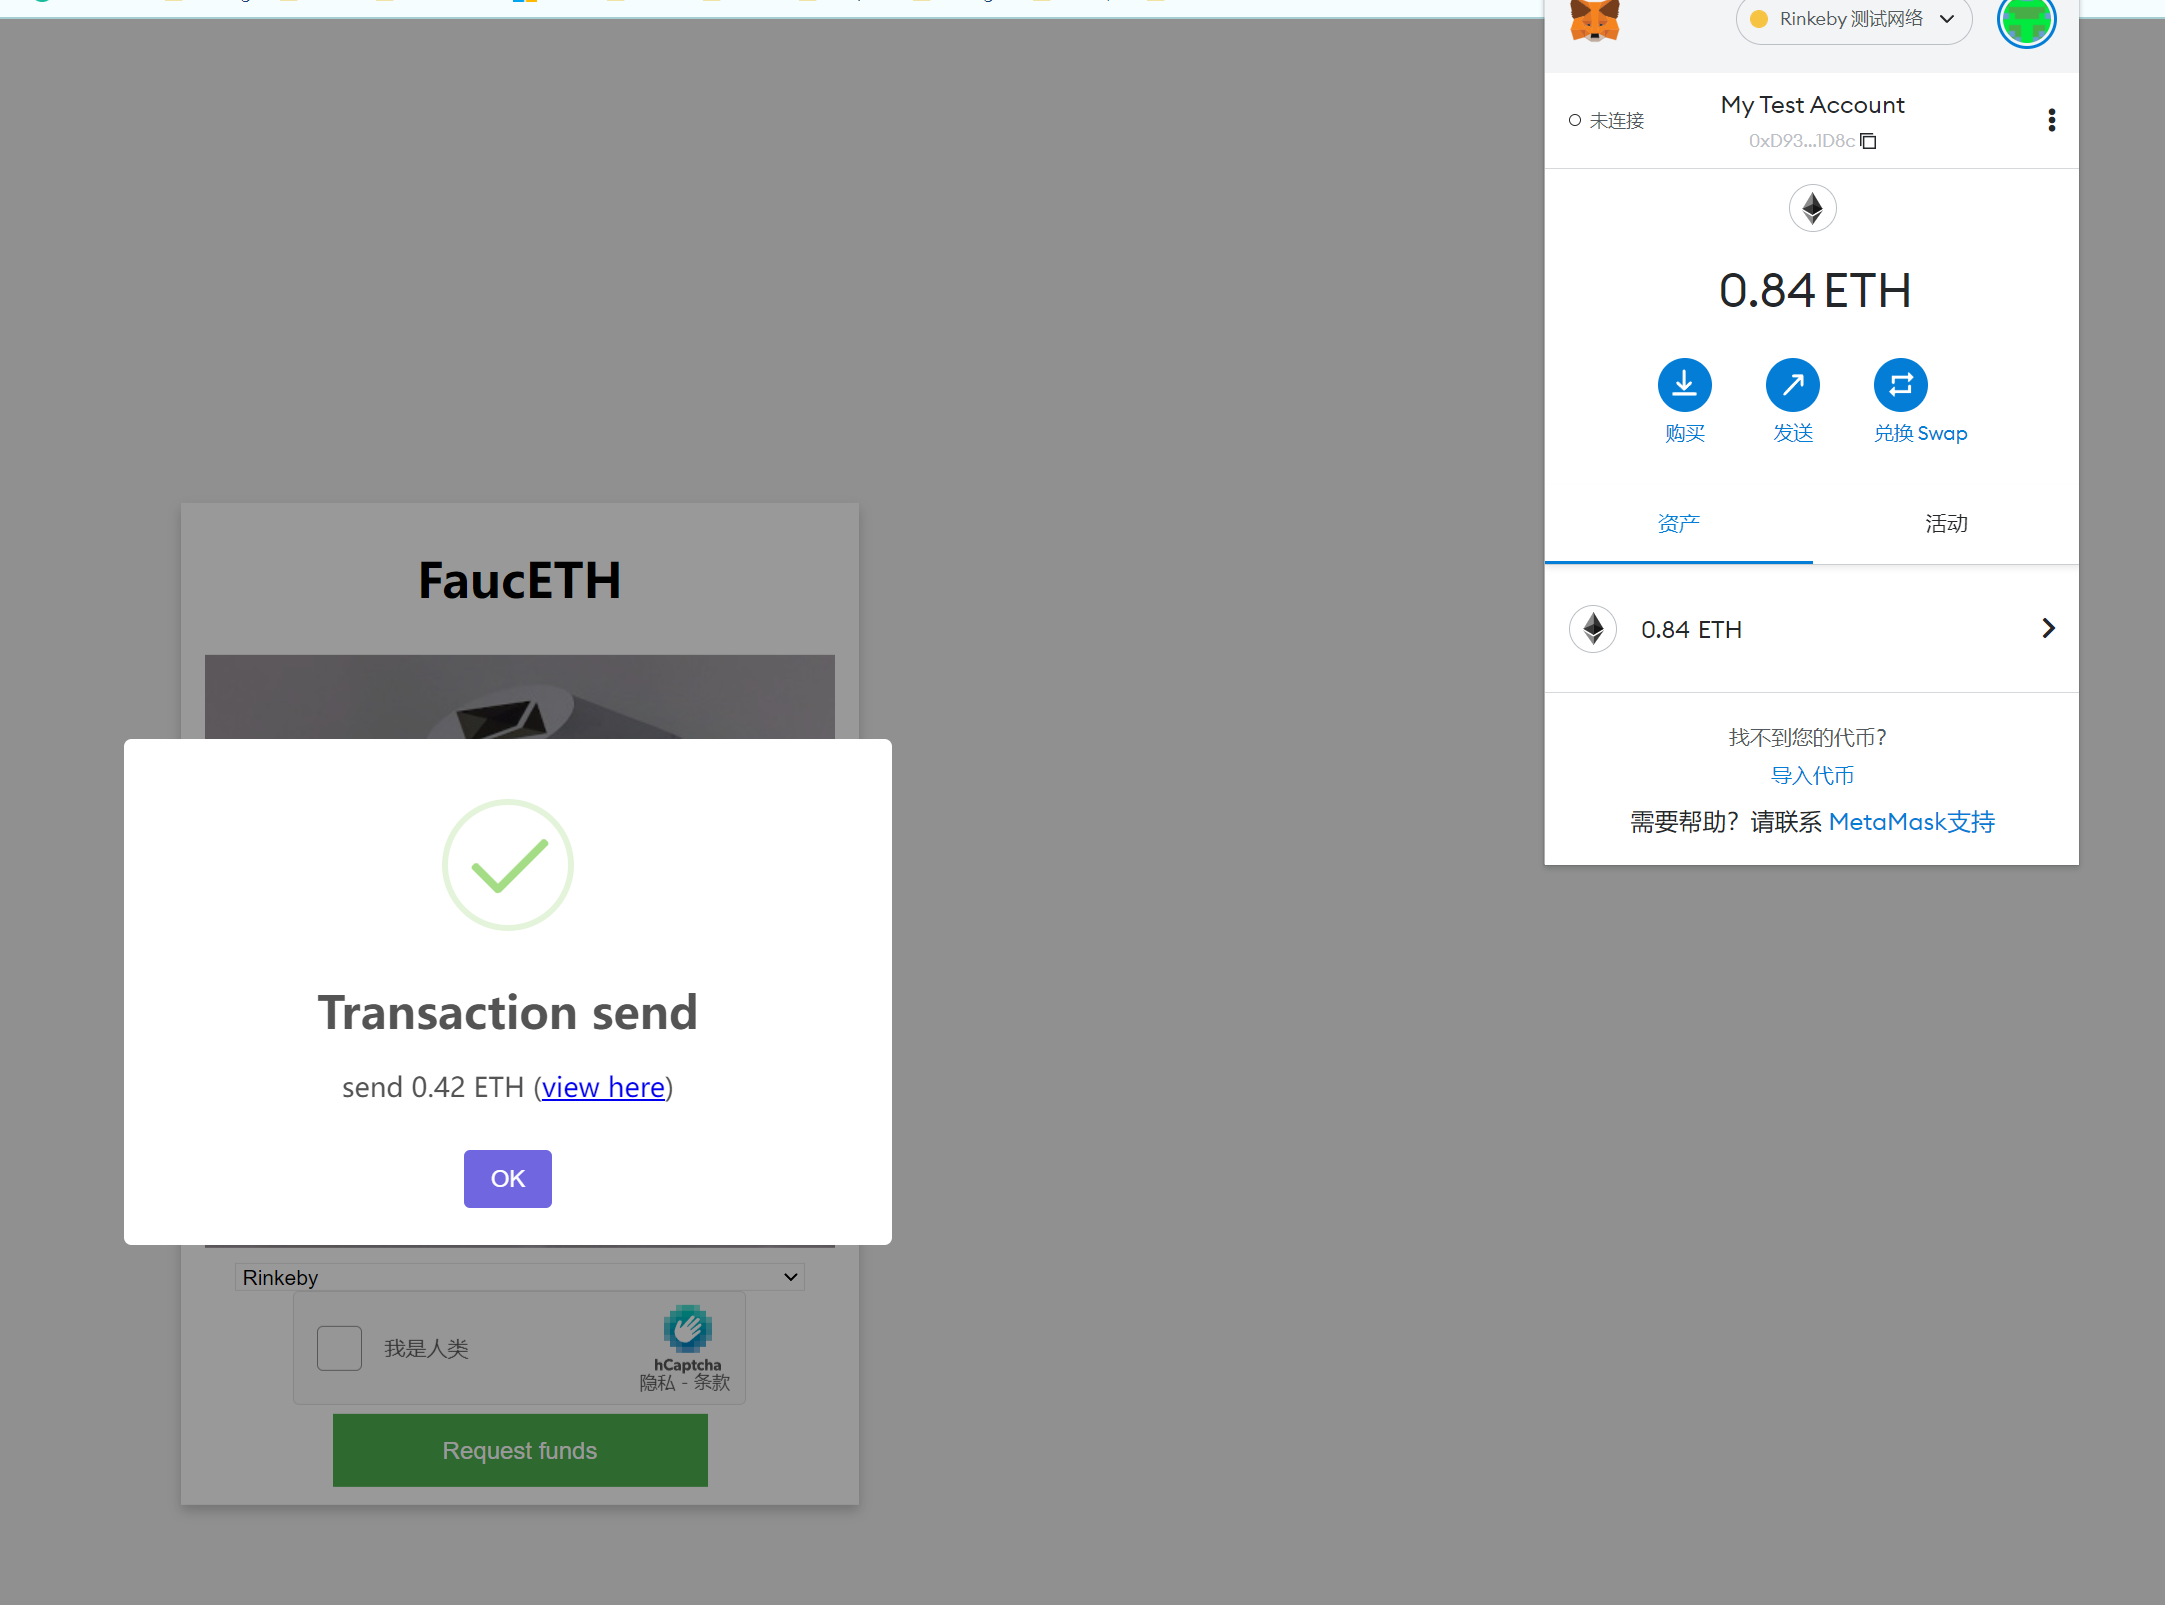 Rinkeby 测试网络
未连接
My Test Account
0xD93...1D8c
0.84 ETH
购买
发送
兑换 Swap
资产
活动
0.84 ETH
找不到您的代币？
导入代币
需要帮助？请联系 MetaMask支持
FaucETH
Transaction send
send 0.42 ETH (view here)
OK
Rinkeby
我是人类
hCaptcha
隐私 - 条款
Request funds